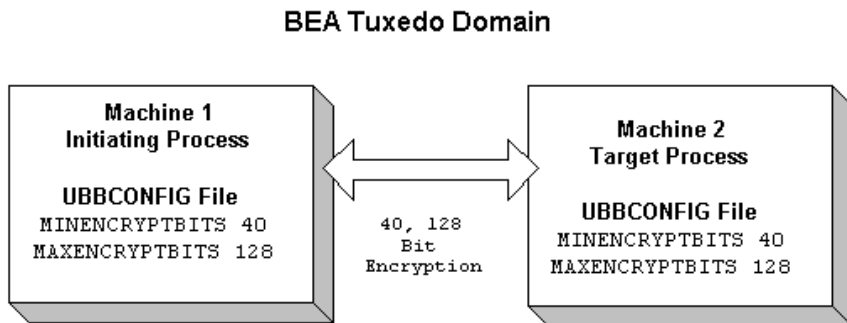 BEA Tuxedo Domain
Machine 1
Initiating Process
UBBCONFIG File
MINENCRYPTBITS 40
MAXENCRYPTBITS 128
40, 128
Bit
Encryption
Machine 2
Target Process
UBBCONFIG File
MINENCRYPTBITS 40
MAXENCRYPTBITS 128